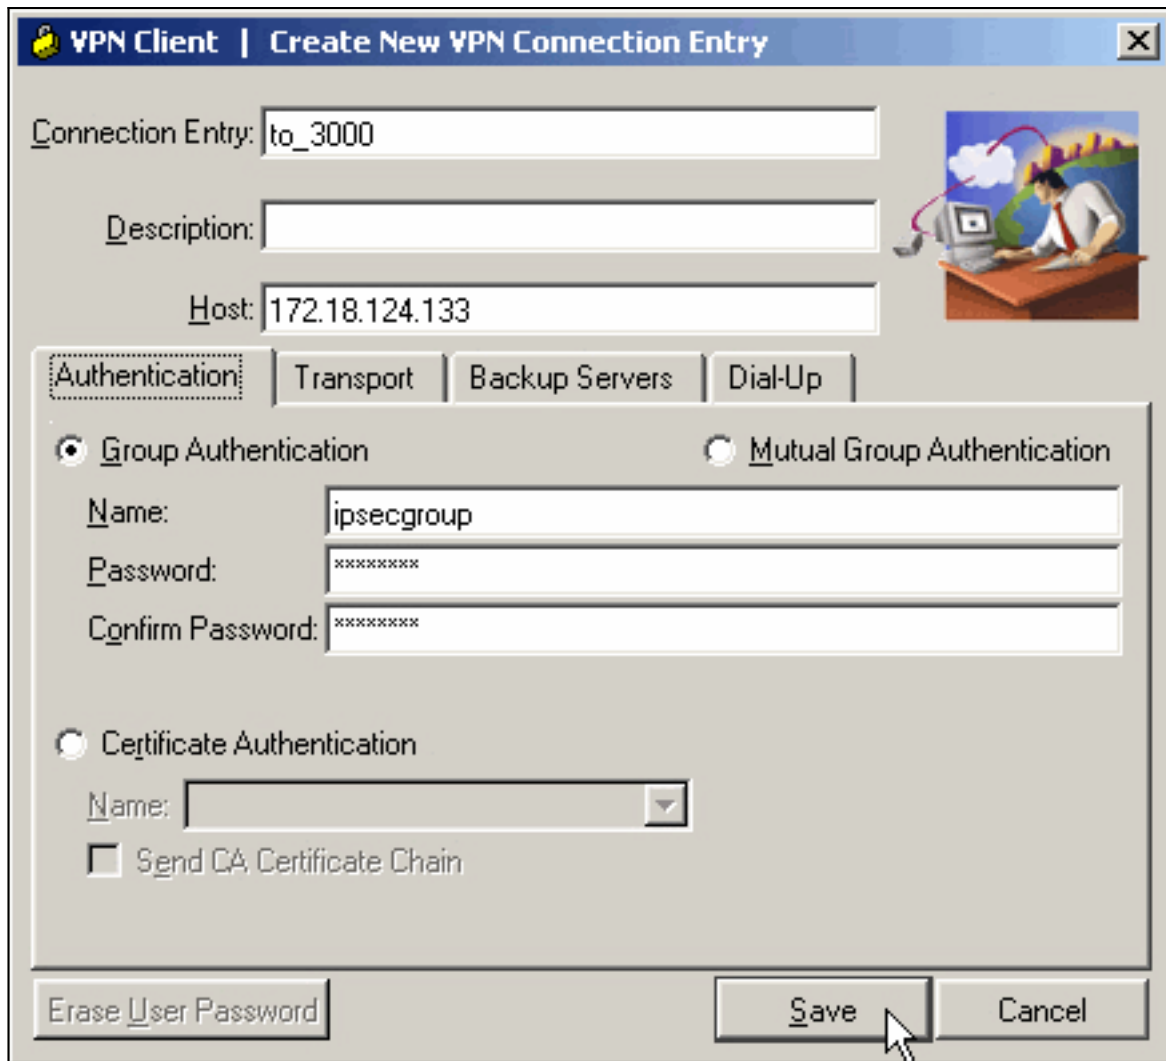 VPN Client | Create New VPN Connection Entry
Connection Entry: to_3000
Description:
Host: 172.18.124.133
Authentication Transport Backup Servers Dial-Up
Group Authentication Mutual Group Authentication
Name: ipsecgroup
Password: ********
Confirm Password: ********
Certificate Authentication
Name:
Send CA Certificate Chain
Erase User Password Save Cancel